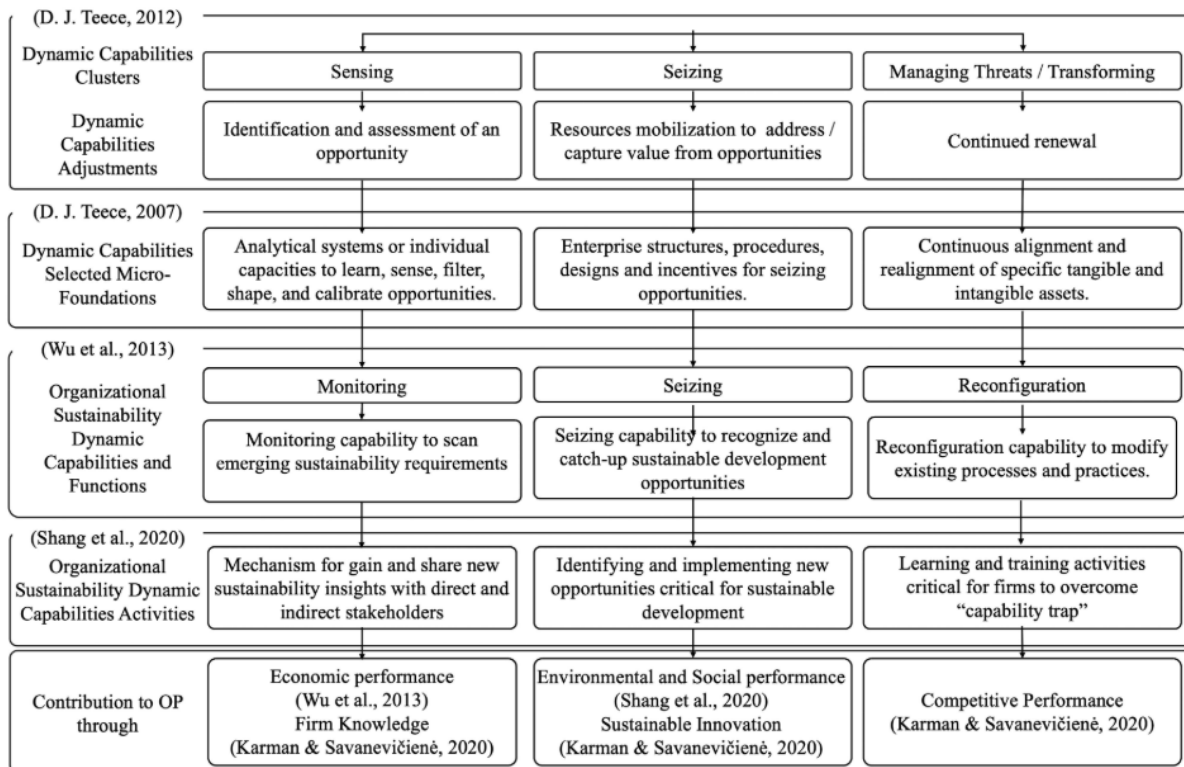 (D. J. Teece, 2012)
Dynamic Capabilities
Clusters
Sensing
Seizing
Managing Threats / Transforming
Dynamic
Capabilities
Adjustments
Identification and assessment of an
opportunity
Resources mobilization to address /
capture value from opportunities
Continued renewal
(D. J. Teece, 2007)
Dynamic Capabilities
Selected Micro-
Foundations
Analytical systems or individual
capacities to learn, sense, filter,
shape, and calibrate opportunities.
Enterprise structures, procedures,
designs and incentives for seizing
opportunities.
Continuous alignment and
realignment of specific tangible and
intangible assets.
(Wu et al., 2013)
Organizational
Sustainability
Dynamic
Capabilities and
Functions
Monitoring
Seizing
Reconfiguration
Monitoring capability to scan
emerging sustainability requirements
Seizing capability to recognize and
catch-up sustainable development
opportunities
Reconfiguration capability to modify
existing processes and practices.
(Shang et al., 2020)
Organizational
Sustainability Dynamic
Capabilities Activities
Mechanism for gain and share new
sustainability insights with direct and
indirect stakeholders
Identifying and implementing new
opportunities critical for sustainable
development
Learning and training activities
critical for firms to overcome
“capability trap”
Contribution to OP
through
Economic performance
(Wu et al., 2013)
Firm Knowledge
(Karman & Savanevičienė, 2020)
Environmental and Social performance
(Shang et al., 2020)
Sustainable Innovation
(Karman & Savanevičienė, 2020)
Competitive Performance
(Karman & Savanevičienė, 2020)